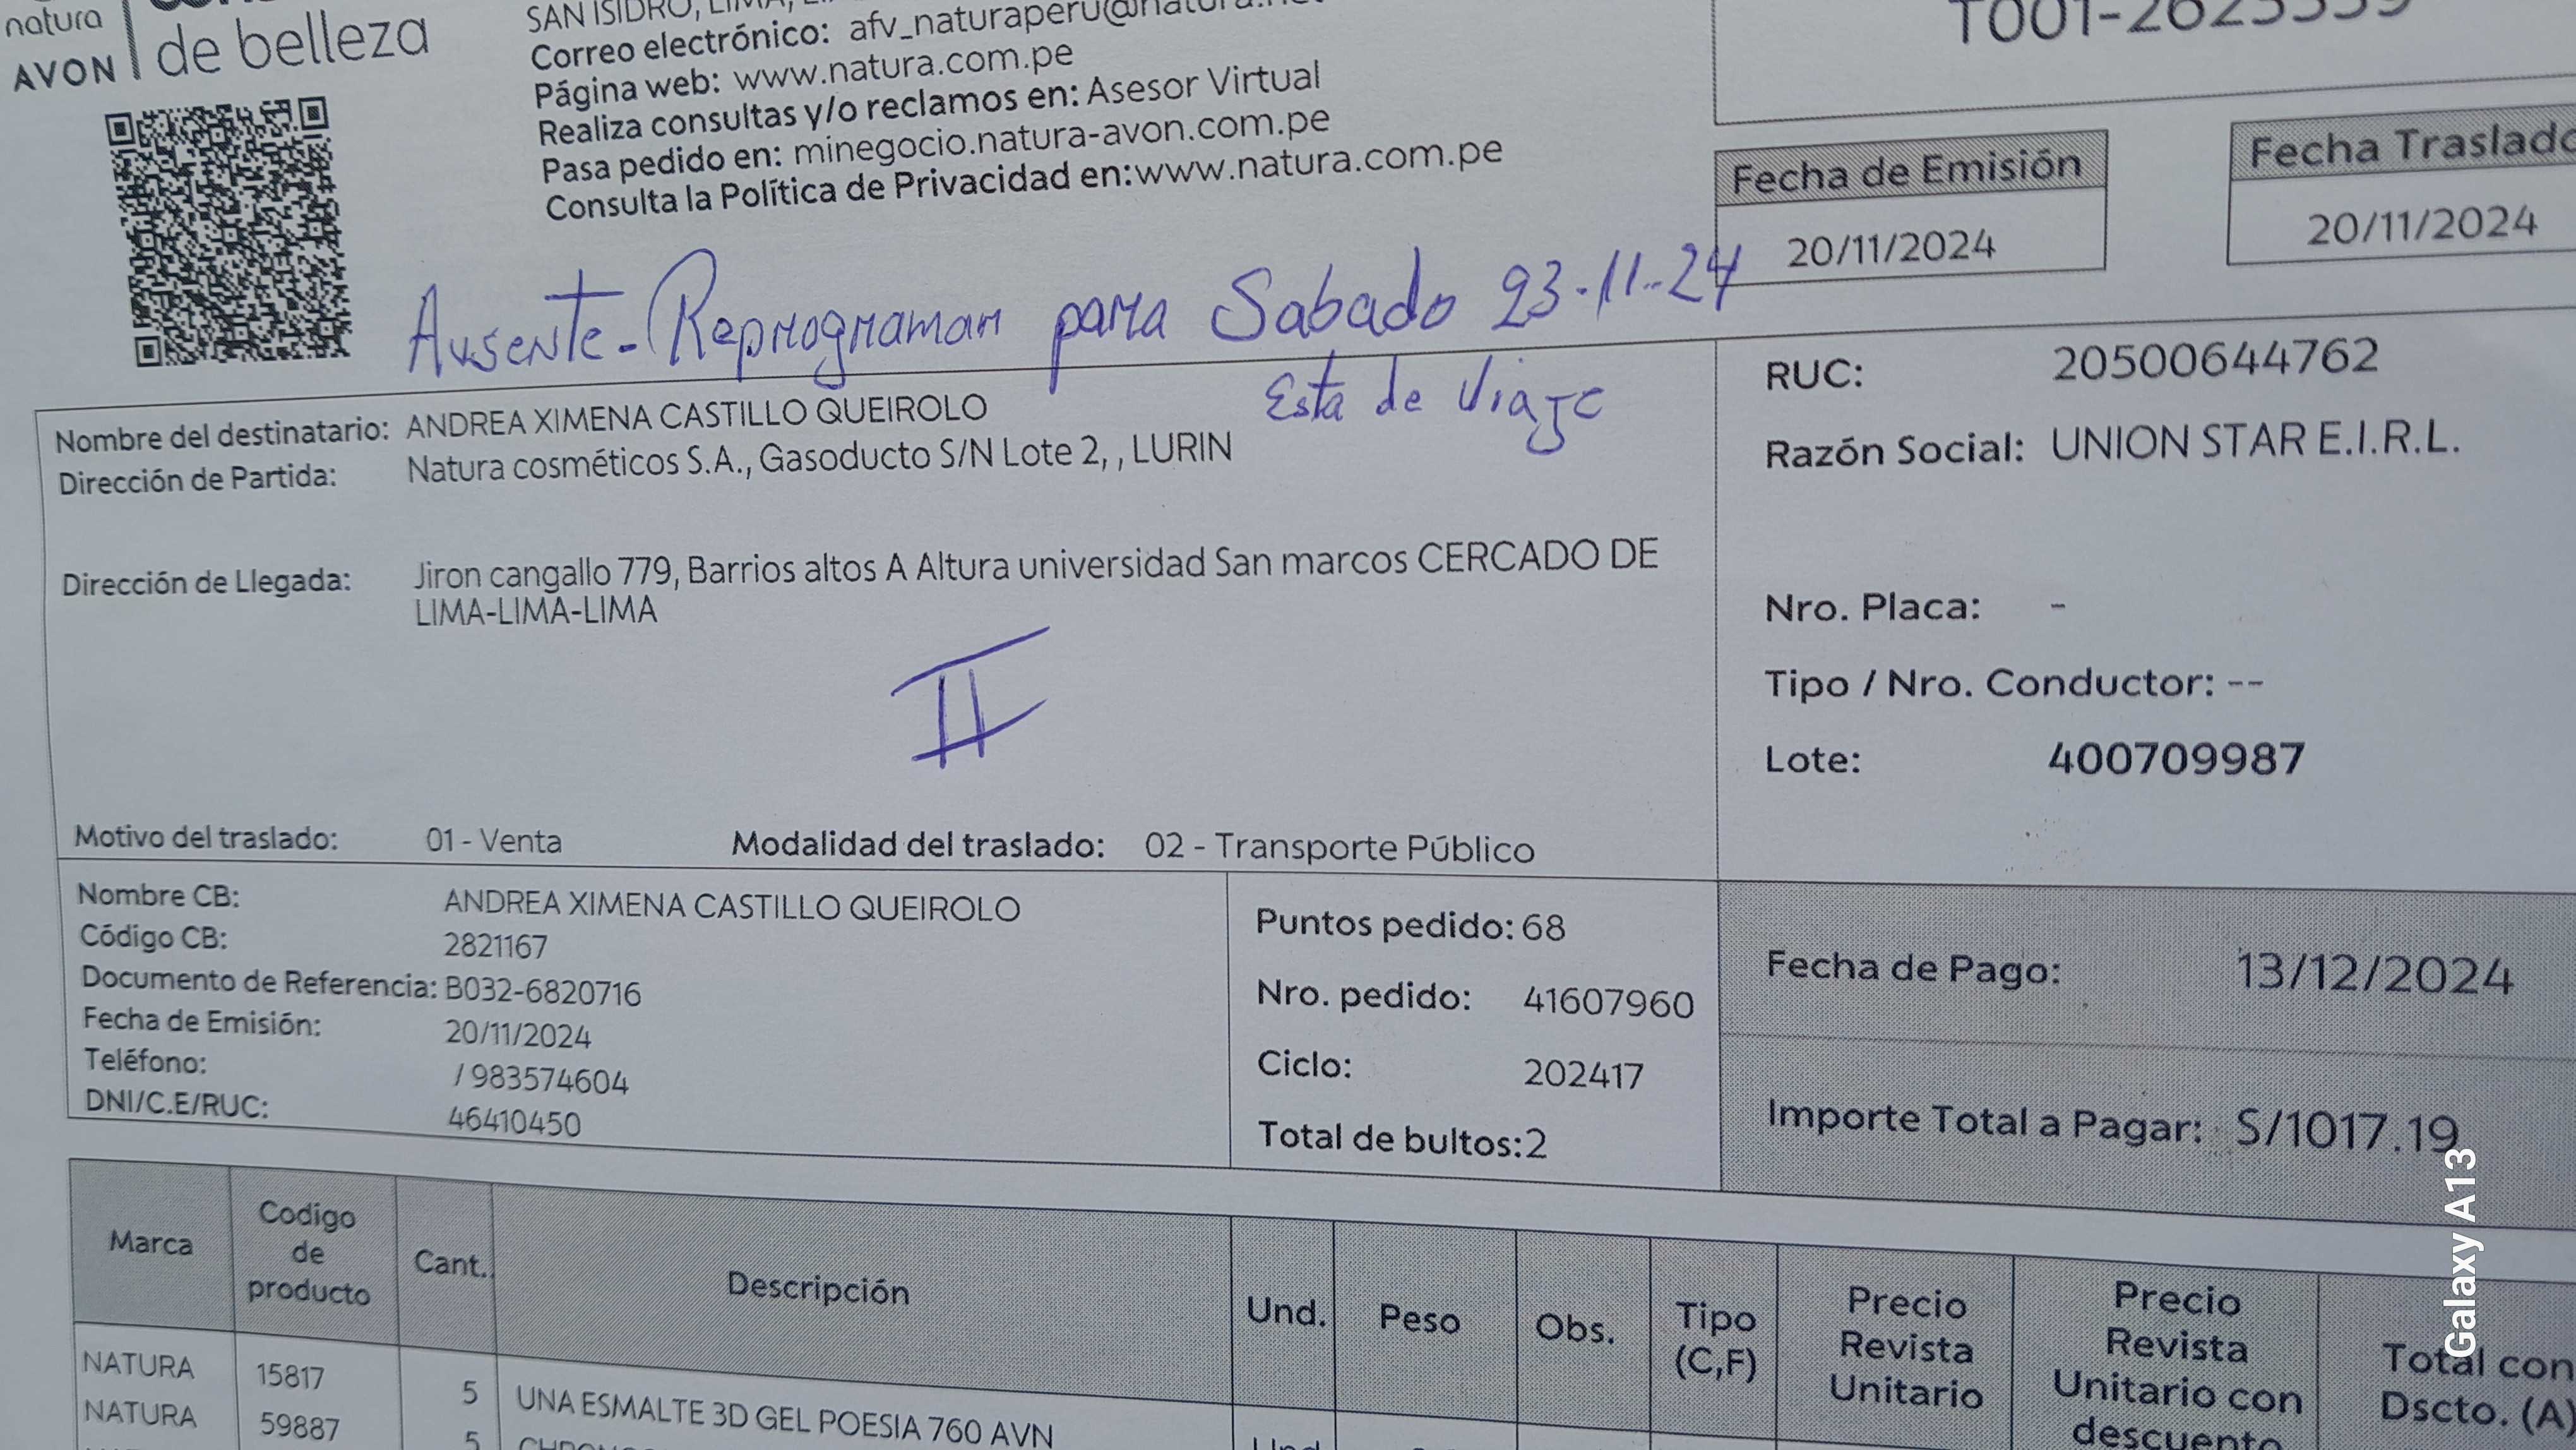 natura
AVON
de belleza
SAN ISIDRO, LIMA,
Correo electrónico: afv_naturaperu@natura.net
Página web: www.natura.com.pe
Realiza consultas y/o reclamos en: Asesor Virtual
Pasa pedido en: minegocio.natura-avon.com.pe
Consulta la Política de Privacidad en:www.natura.com.pe
Fecha de Emisión
20/11/2024
Fecha Traslado
20/11/2024
Ausente - Reprogramar para Sabado 23-11-24
Esta de Viaje
Nombre del destinatario: ANDREA XIMENA CASTILLO QUEIROLO
Dirección de Partida: Natura cosméticos S.A., Gasoducto S/N Lote 2, , LURIN
Dirección de Llegada: Jiron cangallo 779, Barrios altos A Altura universidad San marcos CERCADO DE
LIMA-LIMA-LIMA
II
Motivo del traslado: 01 - Venta Modalidad del traslado: 02 - Transporte Público
RUC: 20500644762
Razón Social: UNION STAR E.I.R.L.
Nro. Placa: -
Tipo / Nro. Conductor: --
Lote: 400709987
Nombre CB: ANDREA XIMENA CASTILLO QUEIROLO
Código CB: 2821167
Documento de Referencia: B032-6820716
Fecha de Emisión: 20/11/2024
Teléfono: / 983574604
DNI/C.E/RUC: 46410450
Puntos pedido: 68
Nro. pedido: 41607960
Ciclo: 202417
Total de bultos:2
Fecha de Pago: 13/12/2024
Importe Total a Pagar: S/1017.19
Marca
Codigo
de
producto
Cant.
Descripción
Und.
Peso
Obs.
Tipo
(C,F)
Precio
Revista
Unitario
Precio
Revista
Unitario con
descuento
Total con
Dscto. (A)
NATURA 15817 5 UNA ESMALTE 3D GEL POESIA 760 AVN
NATURA 59887 5
Galaxy A13